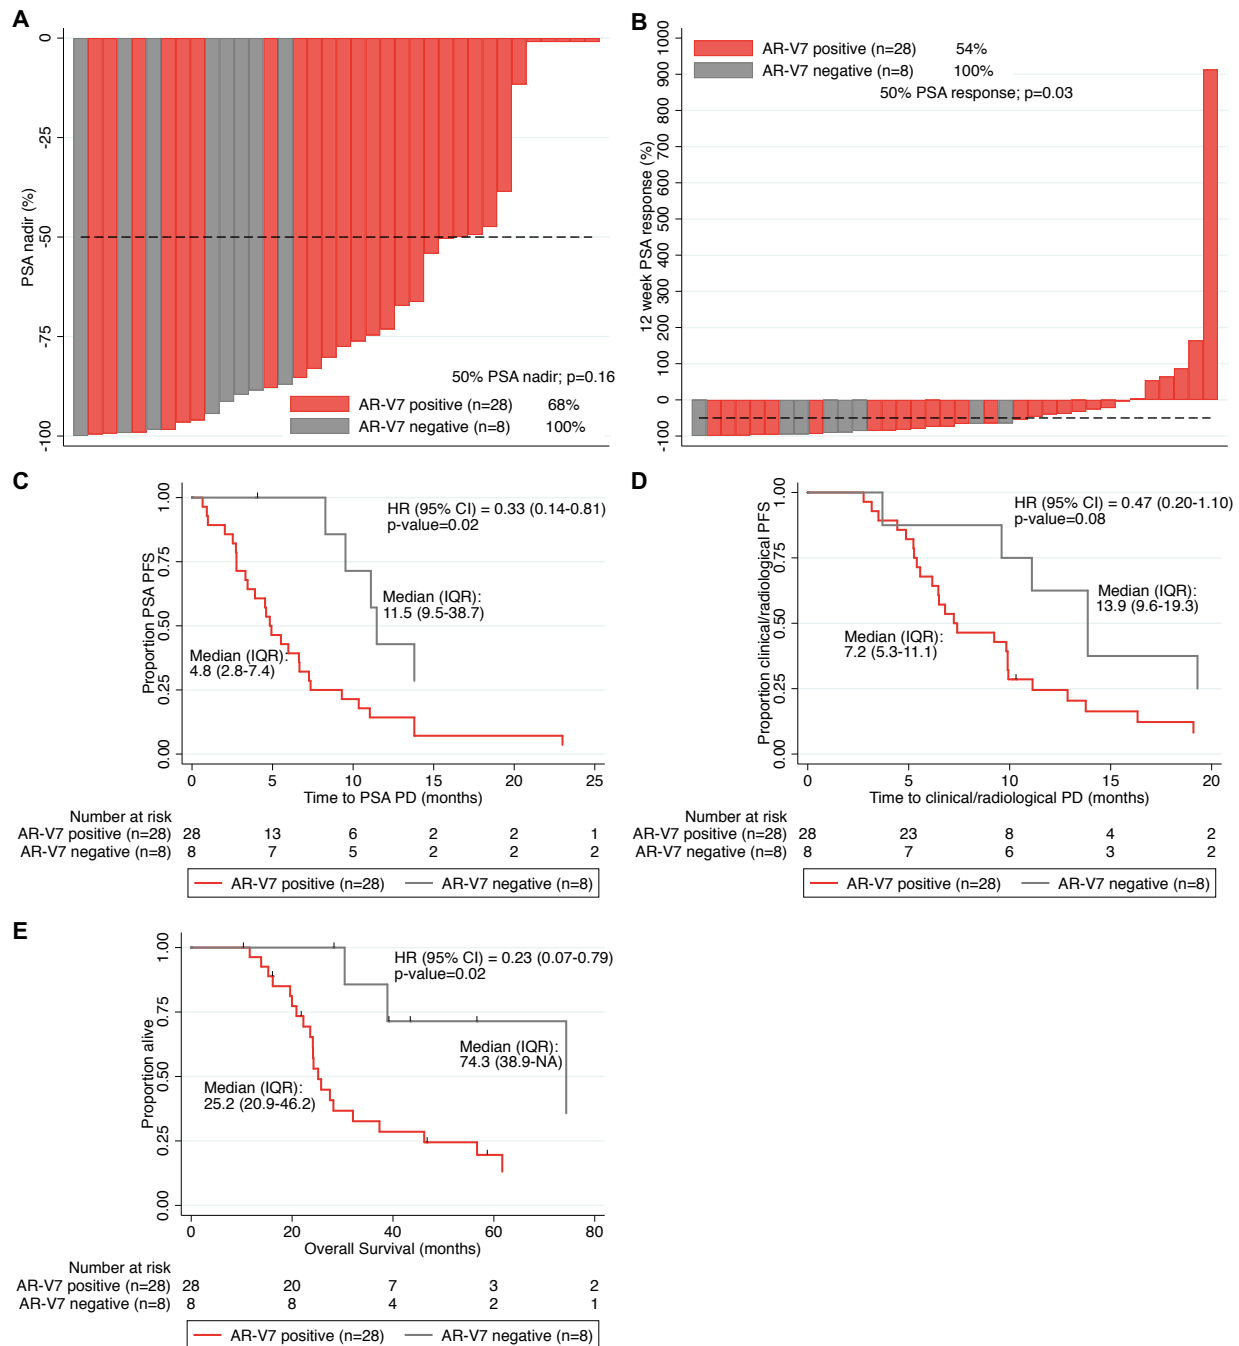 A
0
-25
-50
-75
-100
PSA nadir (%)
50% PSA nadir; p=0.16
AR-V7 positive (n=28) 68%
AR-V7 negative (n=8) 100%
B
1000
900
800
700
600
500
400
300
200
100
0
-100
12 week PSA response (%)
AR-V7 positive (n=28) 54%
AR-V7 negative (n=8) 100%
50% PSA response; p=0.03
C
1.00
0.75
0.50
0.25
0.00
Proportion PSA PFS
HR (95% CI) = 0.33 (0.14-0.81)
p-value=0.02
Median (IQR):
11.5 (9.5-38.7)
Median (IQR):
4.8 (2.8-7.4)
0 5 10 15 20 25
Time to PSA PD (months)
Number at risk
AR-V7 positive (n=28) 28 13 6 2 2 1
AR-V7 negative (n=8) 8 7 5 2 2 2
AR-V7 positive (n=28) AR-V7 negative (n=8)
D
1.00
0.75
0.50
0.25
0.00
Proportion clinical/radiological PFS
HR (95% CI) = 0.47 (0.20-1.10)
p-value=0.08
Median (IQR):
13.9 (9.6-19.3)
Median (IQR):
7.2 (5.3-11.1)
0 5 10 15 20
Time to clinical/radiological PD (months)
Number at risk
AR-V7 positive (n=28) 28 23 8 4 2
AR-V7 negative (n=8) 8 7 6 3 2
AR-V7 positive (n=28) AR-V7 negative (n=8)
E
1.00
0.75
0.50
0.25
0.00
Proportion alive
HR (95% CI) = 0.23 (0.07-0.79)
p-value=0.02
Median (IQR):
74.3 (38.9-NA)
Median (IQR):
25.2 (20.9-46.2)
0 20 40 60 80
Overall Survival (months)
Number at risk
AR-V7 positive (n=28) 28 20 7 3 2
AR-V7 negative (n=8) 8 8 4 2 1
AR-V7 positive (n=28) AR-V7 negative (n=8)